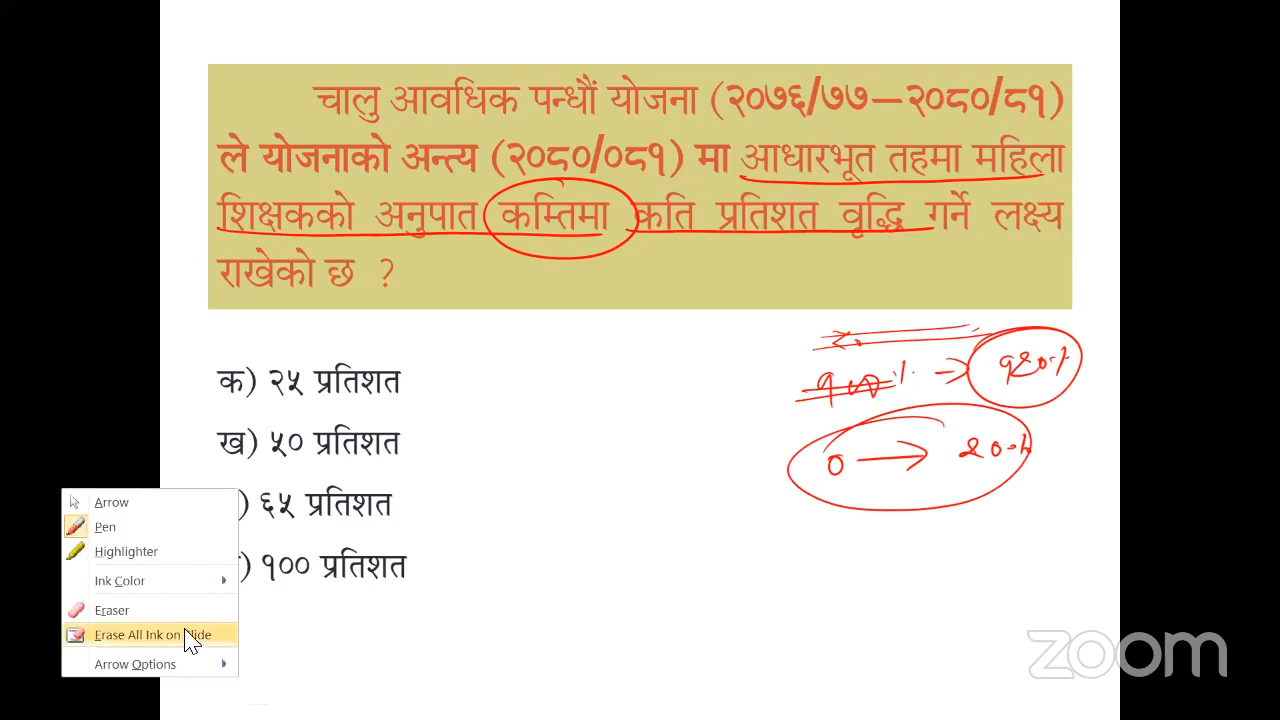 चालु आवधिक पन्धौं योजना (२०७६/७७–२०८०/८१)
ले योजनाको अन्त्य (२०८०/०८१) मा आधारभूत तहमा महिला
शिक्षकको अनुपात कम्तिमा कति प्रतिशत वृद्धि गर्ने लक्ष्य
राखेको छ ?
क) २५ प्रतिशत
ख) ५० प्रतिशत
) ६५ प्रतिशत
) १०० प्रतिशत
Arrow
Pen
Highlighter
Ink Color
Eraser
Erase All Ink on Slide
Arrow Options
zoom